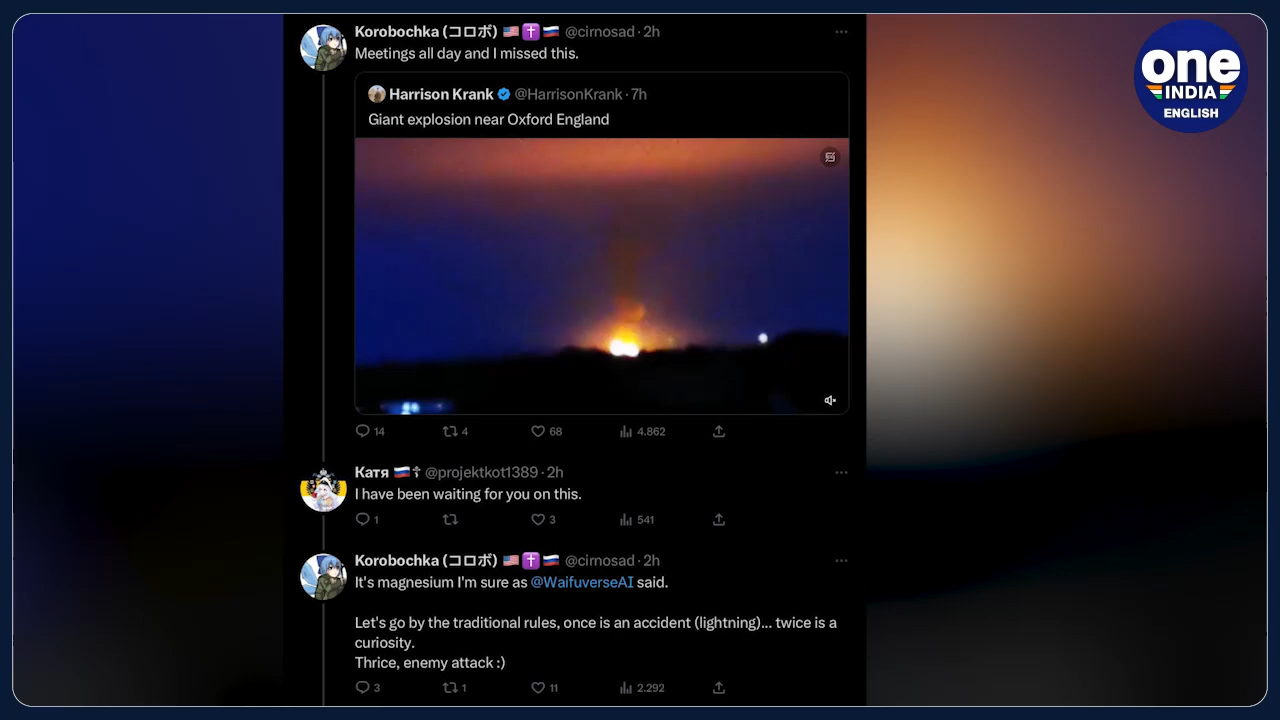 Korobochka (コロボ) 🇺🇸✝️🇷🇺 @cirnosad · 2h
Meetings all day and I missed this.
Harrison Krank @HarrisonKrank · 7h
Giant explosion near Oxford England
14 4 68 4.862
Катя 🇷🇺☦ @projektkot1389 · 2h
I have been waiting for you on this.
1 3 541
Korobochka (コロボ) 🇺🇸✝️🇷🇺 @cirnosad · 2h
It's magnesium I'm sure as @WaifuverseAI said.
Let's go by the traditional rules, once is an accident (lightning)... twice is a
curiosity.
Thrice, enemy attack :)
3 1 11 2.292
one
INDIA
ENGLISH